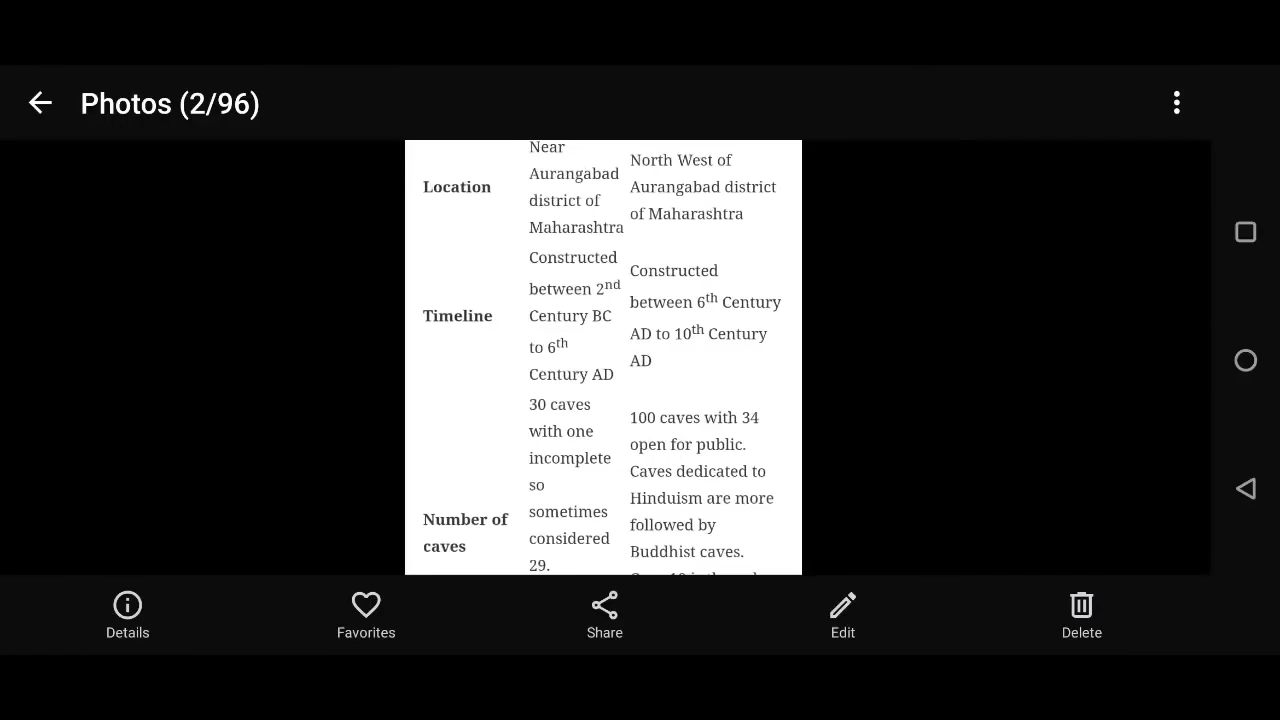 Photos (2/96)
Near
Aurangabad
district of
Maharashtra
Location
North West of
Aurangabad district
of Maharashtra
Constructed
between 2nd
Century BC
to 6th
Century AD
Timeline
Constructed
between 6th Century
AD to 10th Century
AD
30 caves
with one
incomplete
so
sometimes
considered
29.
Number of
caves
100 caves with 34
open for public.
Caves dedicated to
Hinduism are more
followed by
Buddhist caves.
Details
Favorites
Share
Edit
Delete